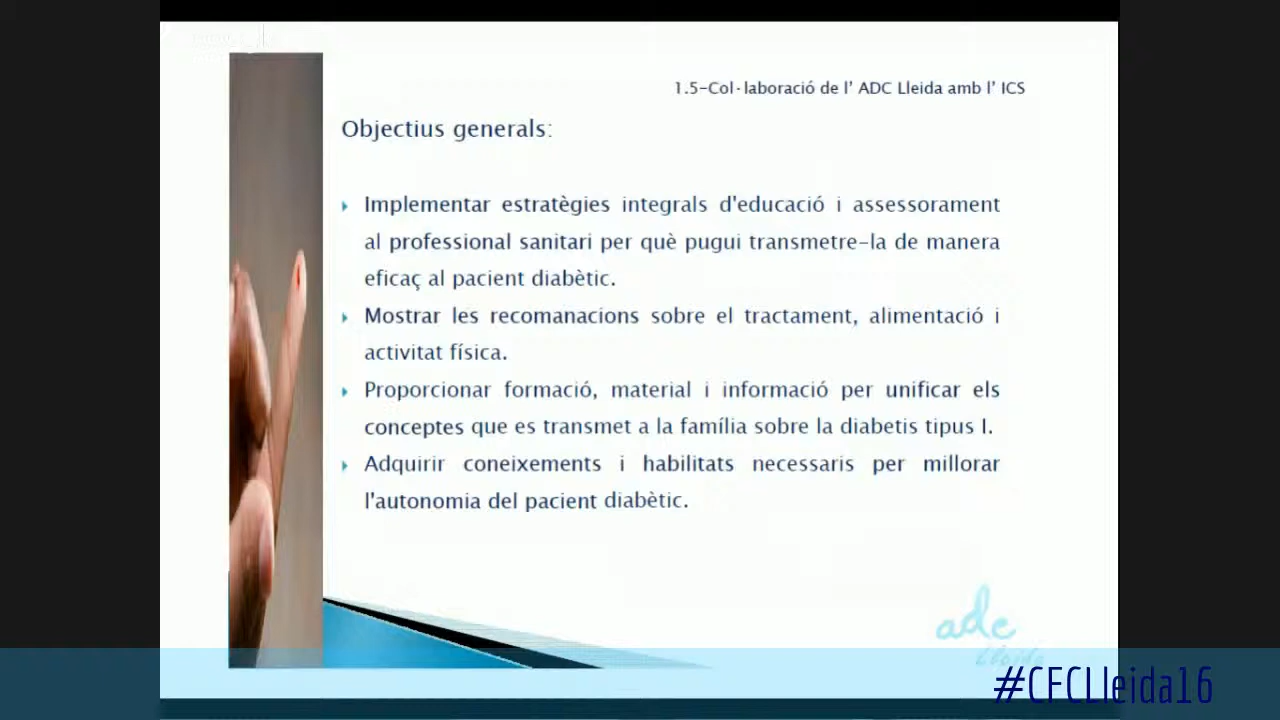 1.5-Col·laboració de l' ADC Lleida amb l' ICS
Objectius generals:
Implementar estratègies integrals d'educació i assessorament
al professional sanitari per què pugui transmetre-la de manera
eficaç al pacient diabètic.
Mostrar les recomanacions sobre el tractament, alimentació i
activitat física.
Proporcionar formació, material i informació per unificar els
conceptes que es transmet a la família sobre la diabetis tipus I.
Adquirir coneixements i habilitats necessaris per millorar
l'autonomia del pacient diabètic.
adc
Lleida
#CFCLleida16